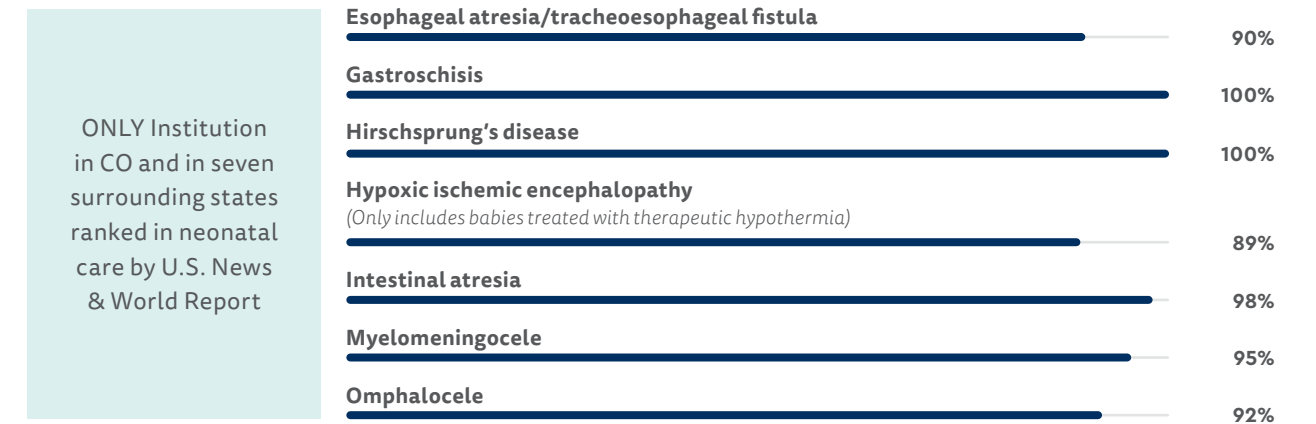 ONLY Institution
in CO and in seven
surrounding states
ranked in neonatal
care by U.S. News
& World Report
Esophageal atresia/tracheoesophageal fistula
90%
Gastroschisis
100%
Hirschsprung's disease
100%
Hypoxic ischemic encephalopathy
(Only includes babies treated with therapeutic hypothermia)
89%
Intestinal atresia
98%
Myelomeningocele
95%
Omphalocele
92%